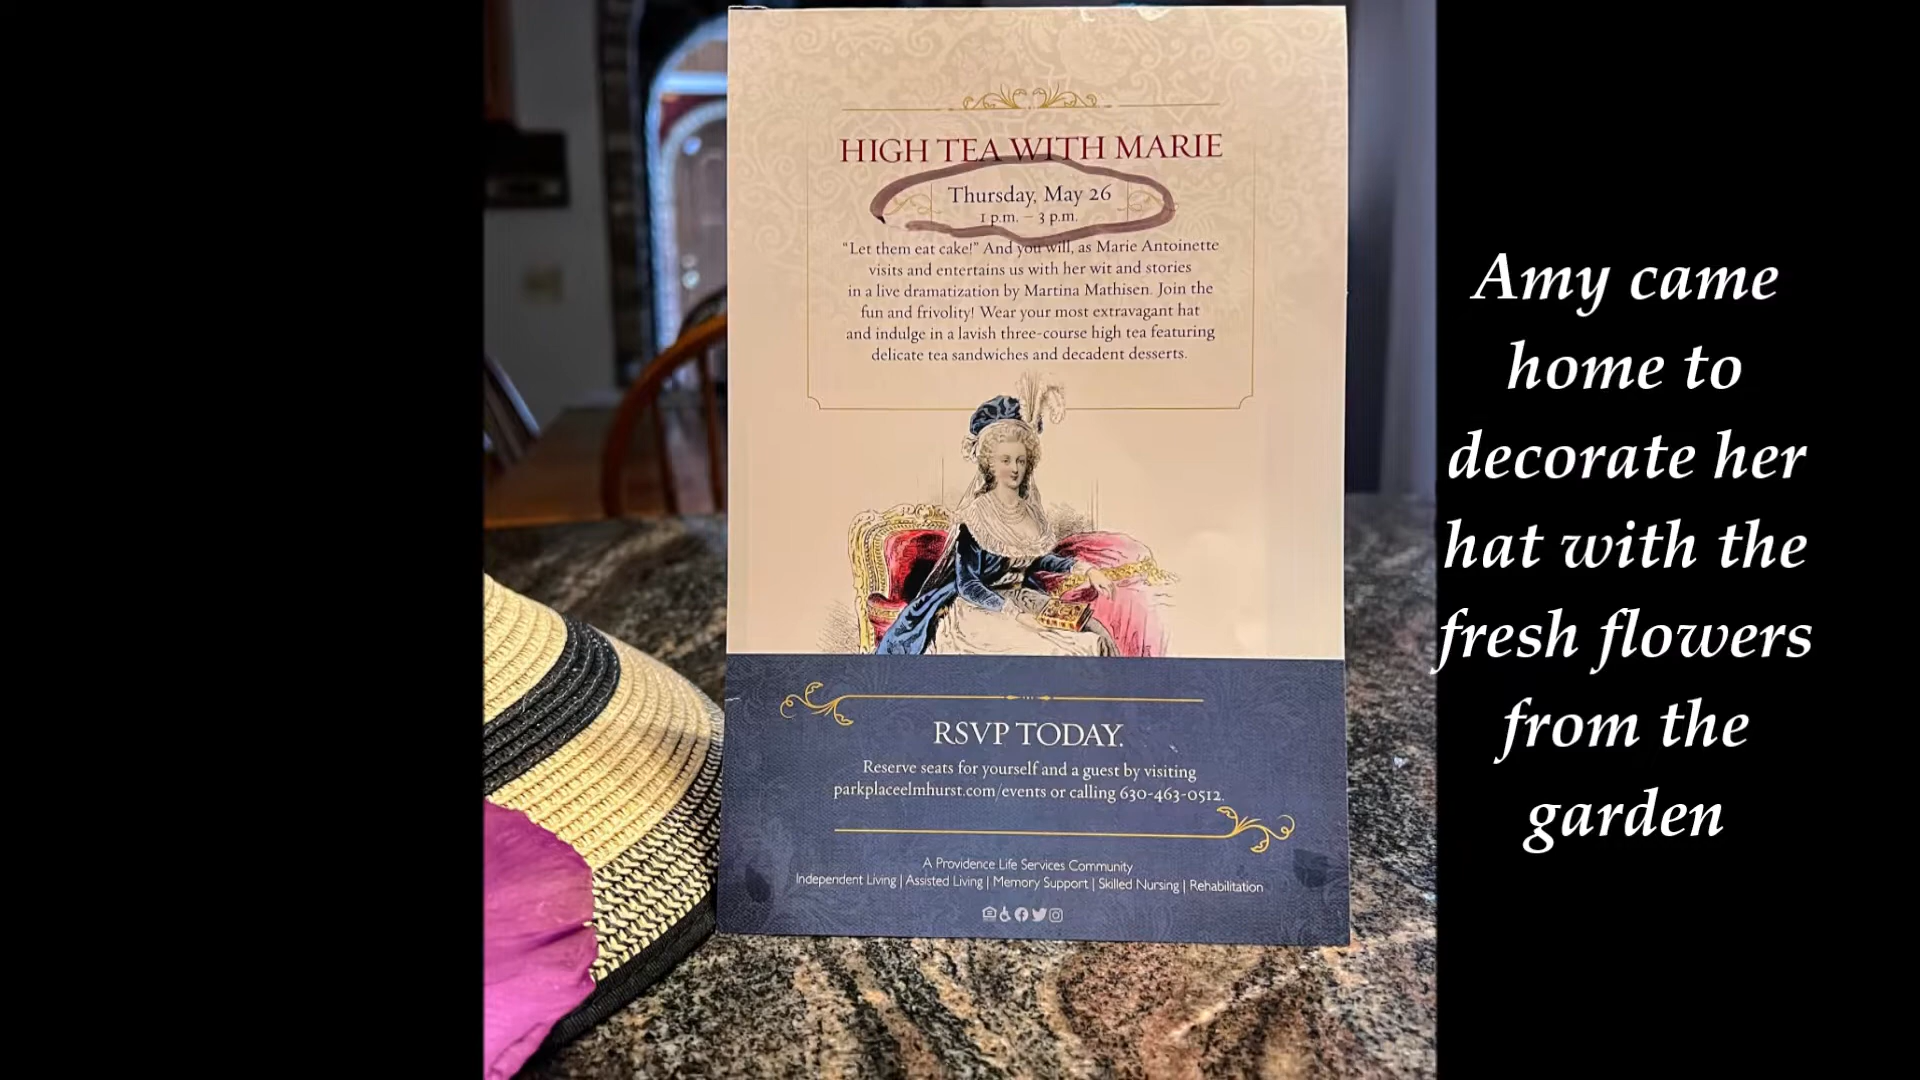 HIGH TEA WITH MARIE
Thursday, May 26
1 p.m. – 3 p.m.
"Let them eat cake!" And you will, as Marie Antoinette
visits and entertains us with her wit and stories
in a live dramatization by Martina Mathisen. Join the
fun and frivolity! Wear your most extravagant hat
and indulge in a lavish three-course high tea featuring
delicate tea sandwiches and decadent desserts.
RSVP TODAY.
Reserve seats for yourself and a guest by visiting
parkplaceelmhurst.com/events or calling 630-463-0512.
A Providence Life Services Community
Independent Living | Assisted Living | Memory Support | Skilled Nursing | Rehabilitation
Amy came
home to
decorate her
hat with the
fresh flowers
from the
garden